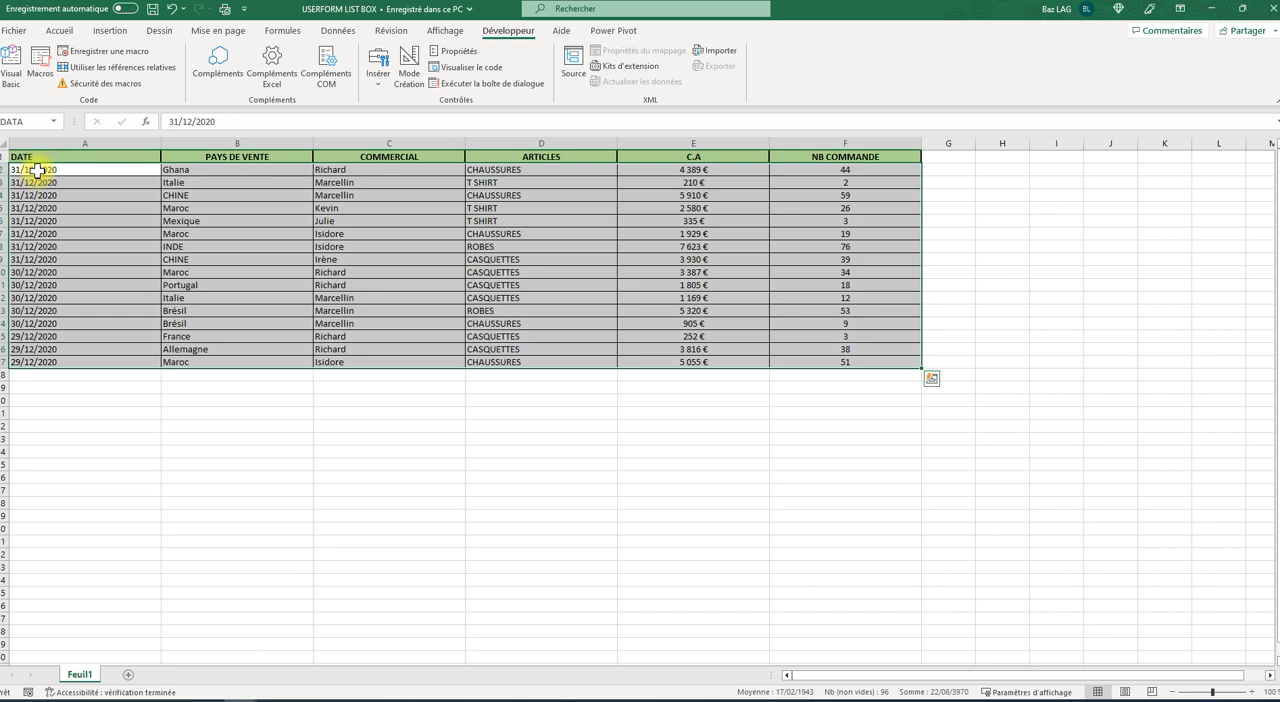 Enregistrement automatique USERFORM LIST BOX • Enregistré dans ce PC Rechercher Baz LAG BL
Fichier Accueil Insertion Dessin Mise en page Formules Données Révision Affichage Développeur Aide Power Pivot Commentaires Partager
Visual Basic
Macros
Enregistrer une macro
Utiliser les références relatives
Sécurité des macros
Code
Compléments
Compléments Excel
Compléments COM
Compléments
Insérer
Mode Création
Propriétés
Visualiser le code
Exécuter la boîte de dialogue
Contrôles
Source
Propriétés du mappage
Kits d'extension
Actualiser les données
Importer
Exporter
XML
DATA fx 31/12/2020
A B C D E F G H I J K L M
DATE PAYS DE VENTE COMMERCIAL ARTICLES C.A NB COMMANDE
31/12/2020 Ghana Richard CHAUSSURES 4 389 € 44
31/12/2020 Italie Marcellin T SHIRT 210 € 2
31/12/2020 CHINE Marcellin CHAUSSURES 5 910 € 59
31/12/2020 Maroc Kevin T SHIRT 2 580 € 26
31/12/2020 Mexique Julie T SHIRT 335 € 3
31/12/2020 Maroc Isidore CHAUSSURES 1 929 € 19
31/12/2020 INDE Isidore ROBES 7 623 € 76
31/12/2020 CHINE Irène CASQUETTES 3 930 € 39
30/12/2020 Maroc Richard CASQUETTES 3 387 € 34
30/12/2020 Portugal Richard CASQUETTES 1 805 € 18
30/12/2020 Italie Marcellin CASQUETTES 1 169 € 12
30/12/2020 Brésil Marcellin ROBES 5 320 € 53
30/12/2020 Brésil Marcellin CHAUSSURES 905 € 9
29/12/2020 France Richard CASQUETTES 252 € 3
29/12/2020 Allemagne Richard CASQUETTES 3 816 € 38
29/12/2020 Maroc Isidore CHAUSSURES 5 055 € 51
Feuil1
Accessibilité : vérification terminée Moyenne : 17/02/1943 Nb (non vides) : 96 Somme : 22/06/3970 Paramètres d'affichage